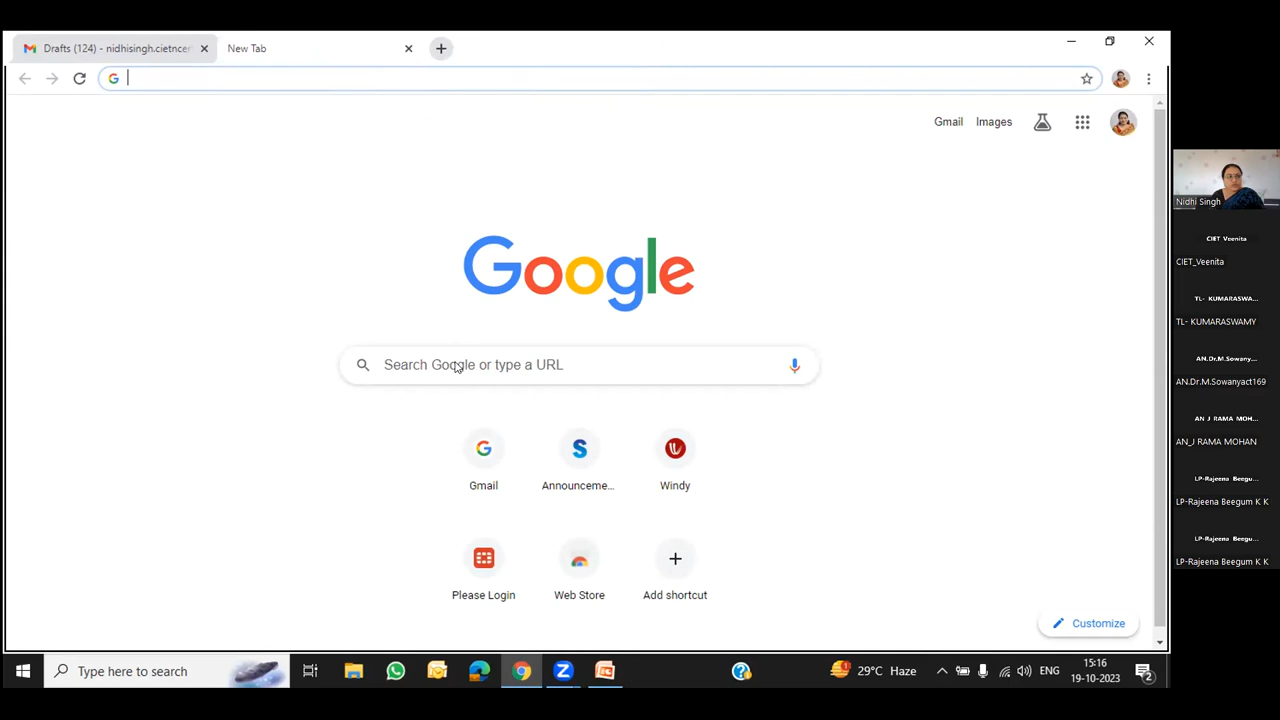 Drafts (124) - nidhisingh.cietncer
New Tab
Gmail
Images
Google
Search Google or type a URL
Gmail
Announceme...
Windy
Please Login
Web Store
Add shortcut
Customize
Nidhi Singh
CIET Veenita
CIET_Veenita
TL- KUMARASWA...
TL- KUMARASWAMY
AN.Dr.M.Sowany...
AN.Dr.M.Sowanyact169
AN J RAMA MOH...
AN_J RAMA MOHAN
LP-Rajeena Beegu...
LP-Rajeena Beegum K K
LP-Rajeena Beegu...
LP-Rajeena Beegum K K
Type here to search
1
29°C Haze
ENG
15:16
19-10-2023
2